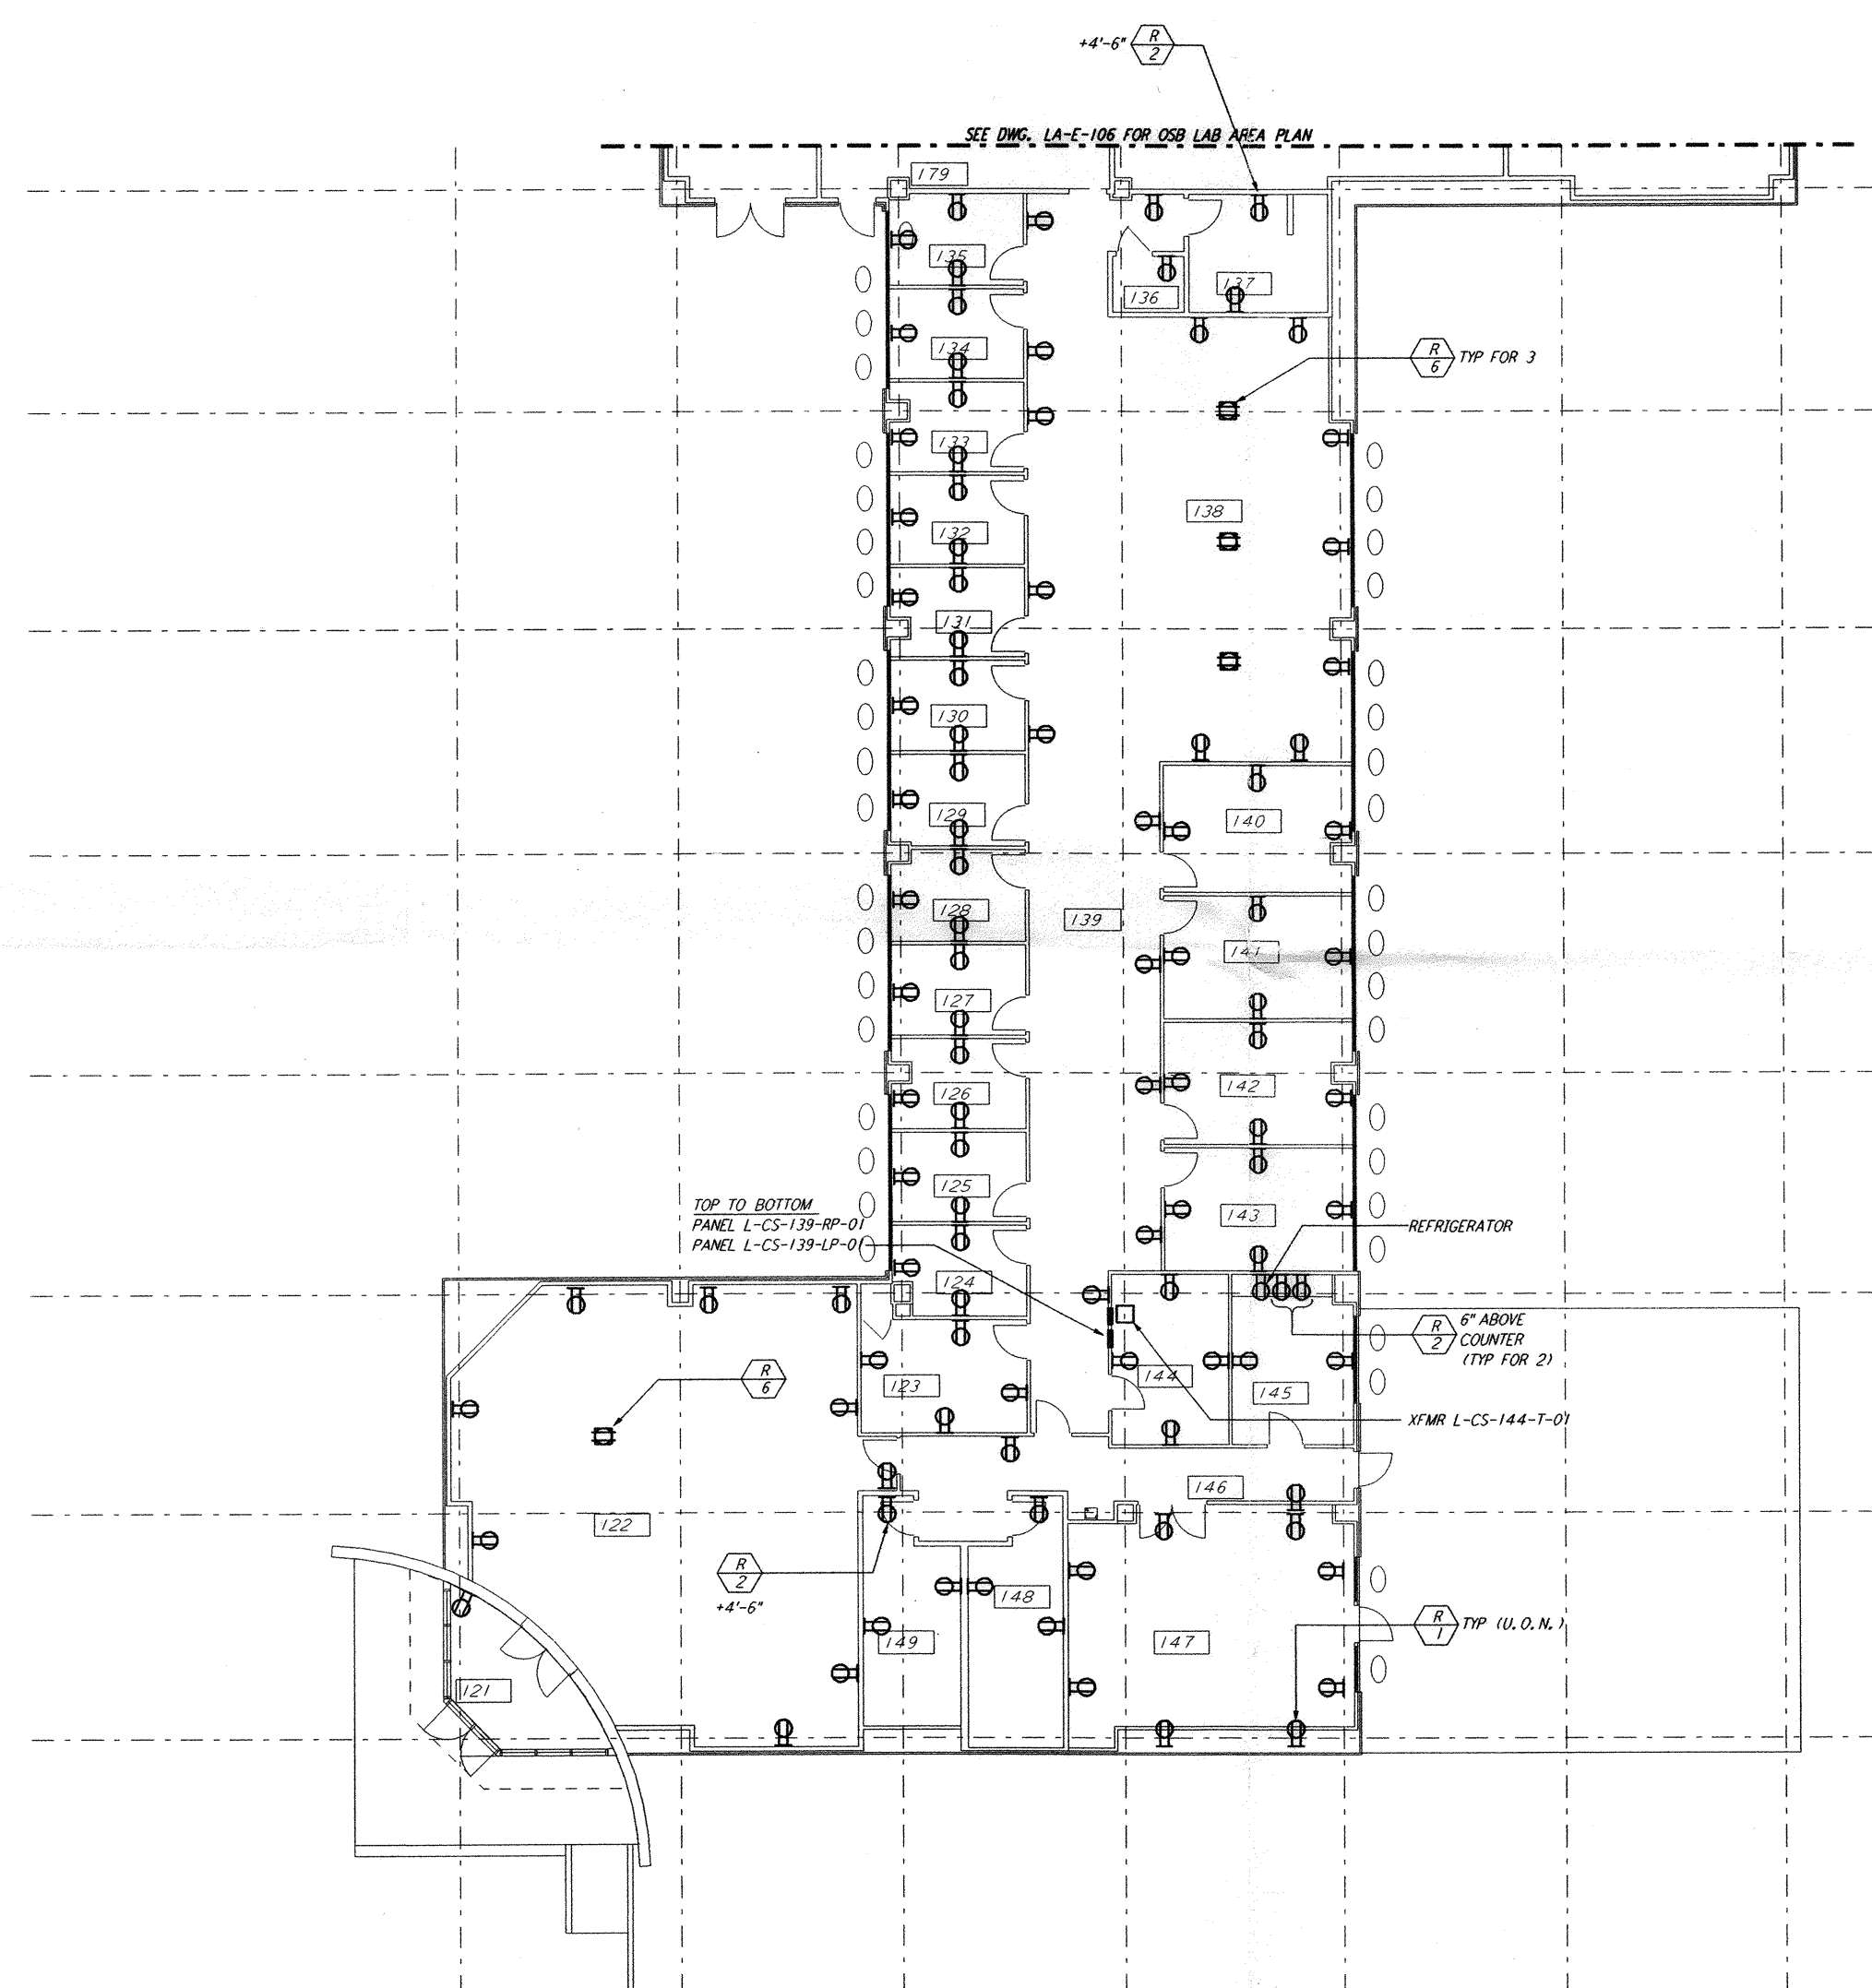 +4'-6" R
2
SEE DWG. LA-E-106 FOR OSB LAB AREA PLAN
179
135
136
137
134
R
6 TYP FOR 3
133
138
132
131
130
129
140
128
139
141
127
126
142
125
143
TOP TO BOTTOM
PANEL L-CS-139-RP-01
PANEL L-CS-139-LP-01
REFRIGERATOR
124
R
2
6" ABOVE
COUNTER
(TYP FOR 2)
R
6
123
144
145
XFMR L-CS-144-T-01
146
122
R
2
+4'-6"
148
149
147
R
1 TYP (U.O.N.)
121